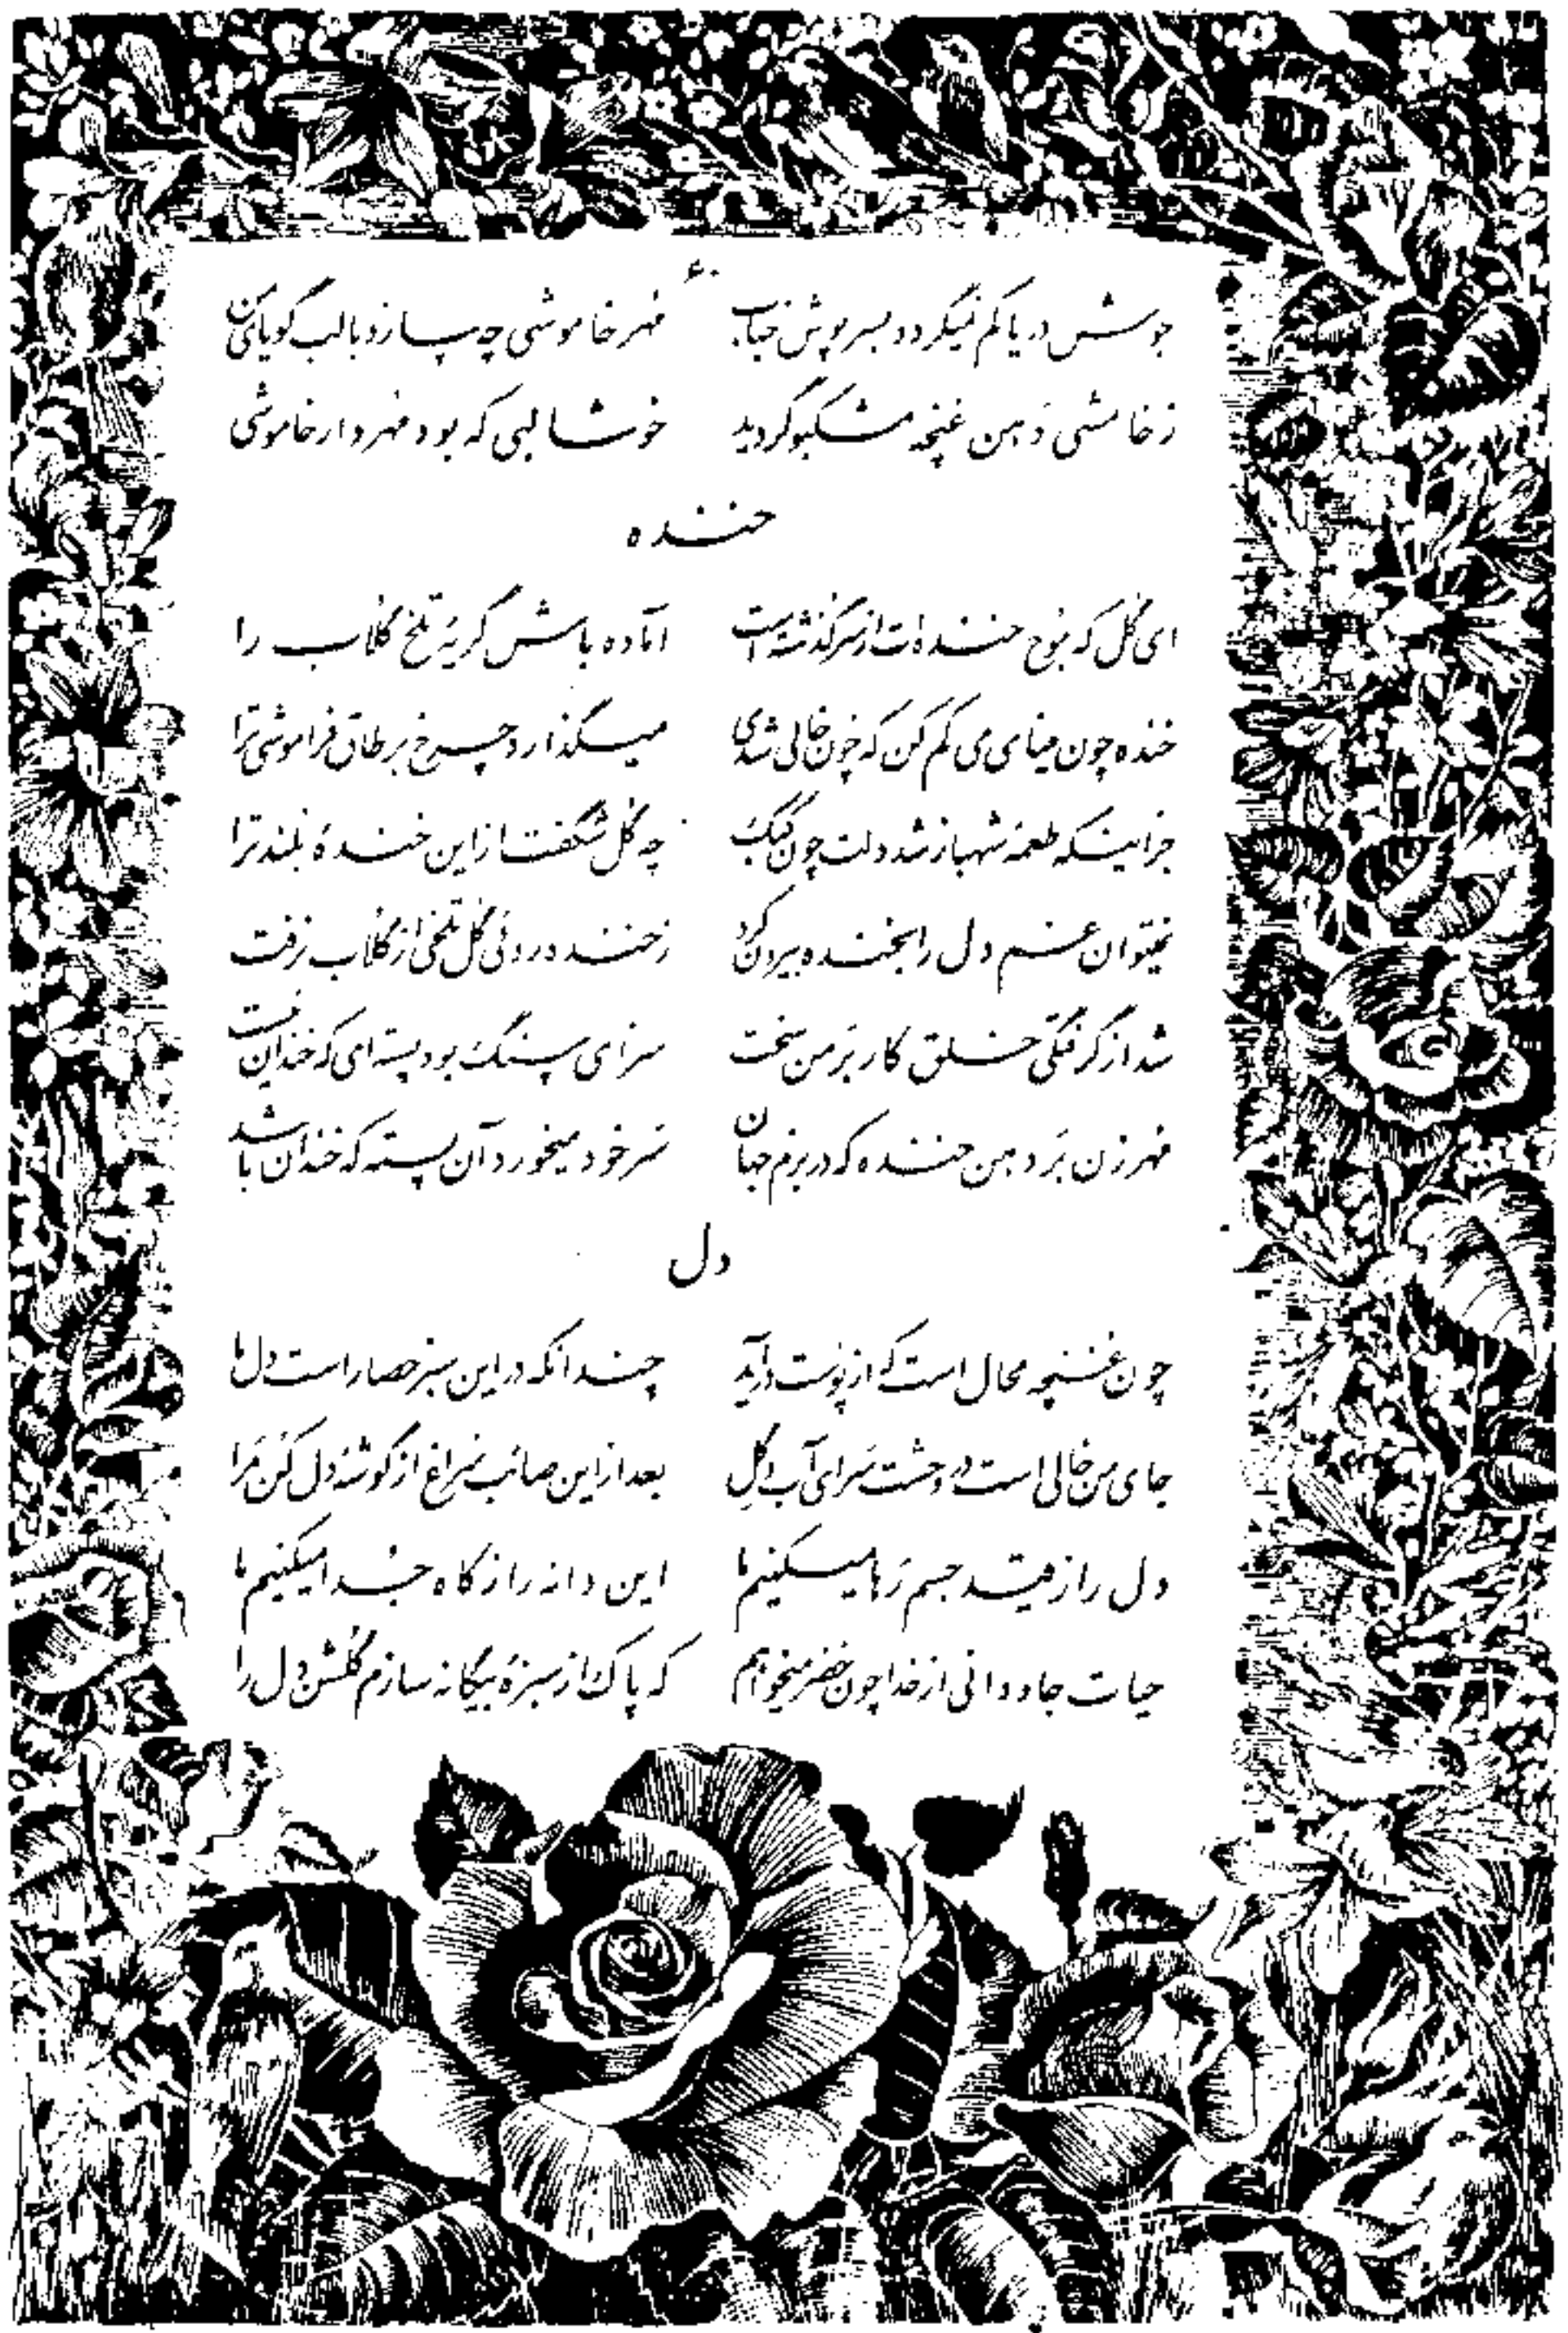 ۶۰
جوش دریا کم نمیگردد بسرپوش حباب مهر خاموشی چه سازد با لب گویای من
ز خامشی دهن غنچه مشکبو گردید خوشا لبی که بود مهردار خاموشی
خنده
ای گل که موج خنده ات از سر گذشته است آماده باش گریهٔ تلخ گلاب را
خنده چون مینای می کم کن که چون خالی شدی میگذارد چرخ بر طاق فراموشی ترا
جز اینکه طعمهٔ شهباز شد دلت چون کبک چه گل شگفت از این خندهٔ بلند ترا
نمیتوان غم دل را بخنده بیرون کرد ز خنده روئی گل تلخی از گلاب نرفت
شد از گرفتگی خلق کار بر من سخت سزای سنگ بود پسته ای که خندان نیست
مهر زن بر دهن خنده که در بزم جهان سر خود میخورد آن پسته که خندان باشد
دل
چون غنچه محال است که از پوست درآید چندانکه در این سبز حصار است دل ما
جای من خالی است در وحشت سرای آب و گل بعد از این صائب سراغ از گوشهٔ دل کن مرا
دل را ز قید جسم رها میکنیم ما این دانه را ز کاه جدا میکنیم ما
حیات جاودانی از خدا چون خضر میخواهم که پاک از سبزهٔ بیگانه سازم گلشن دل را